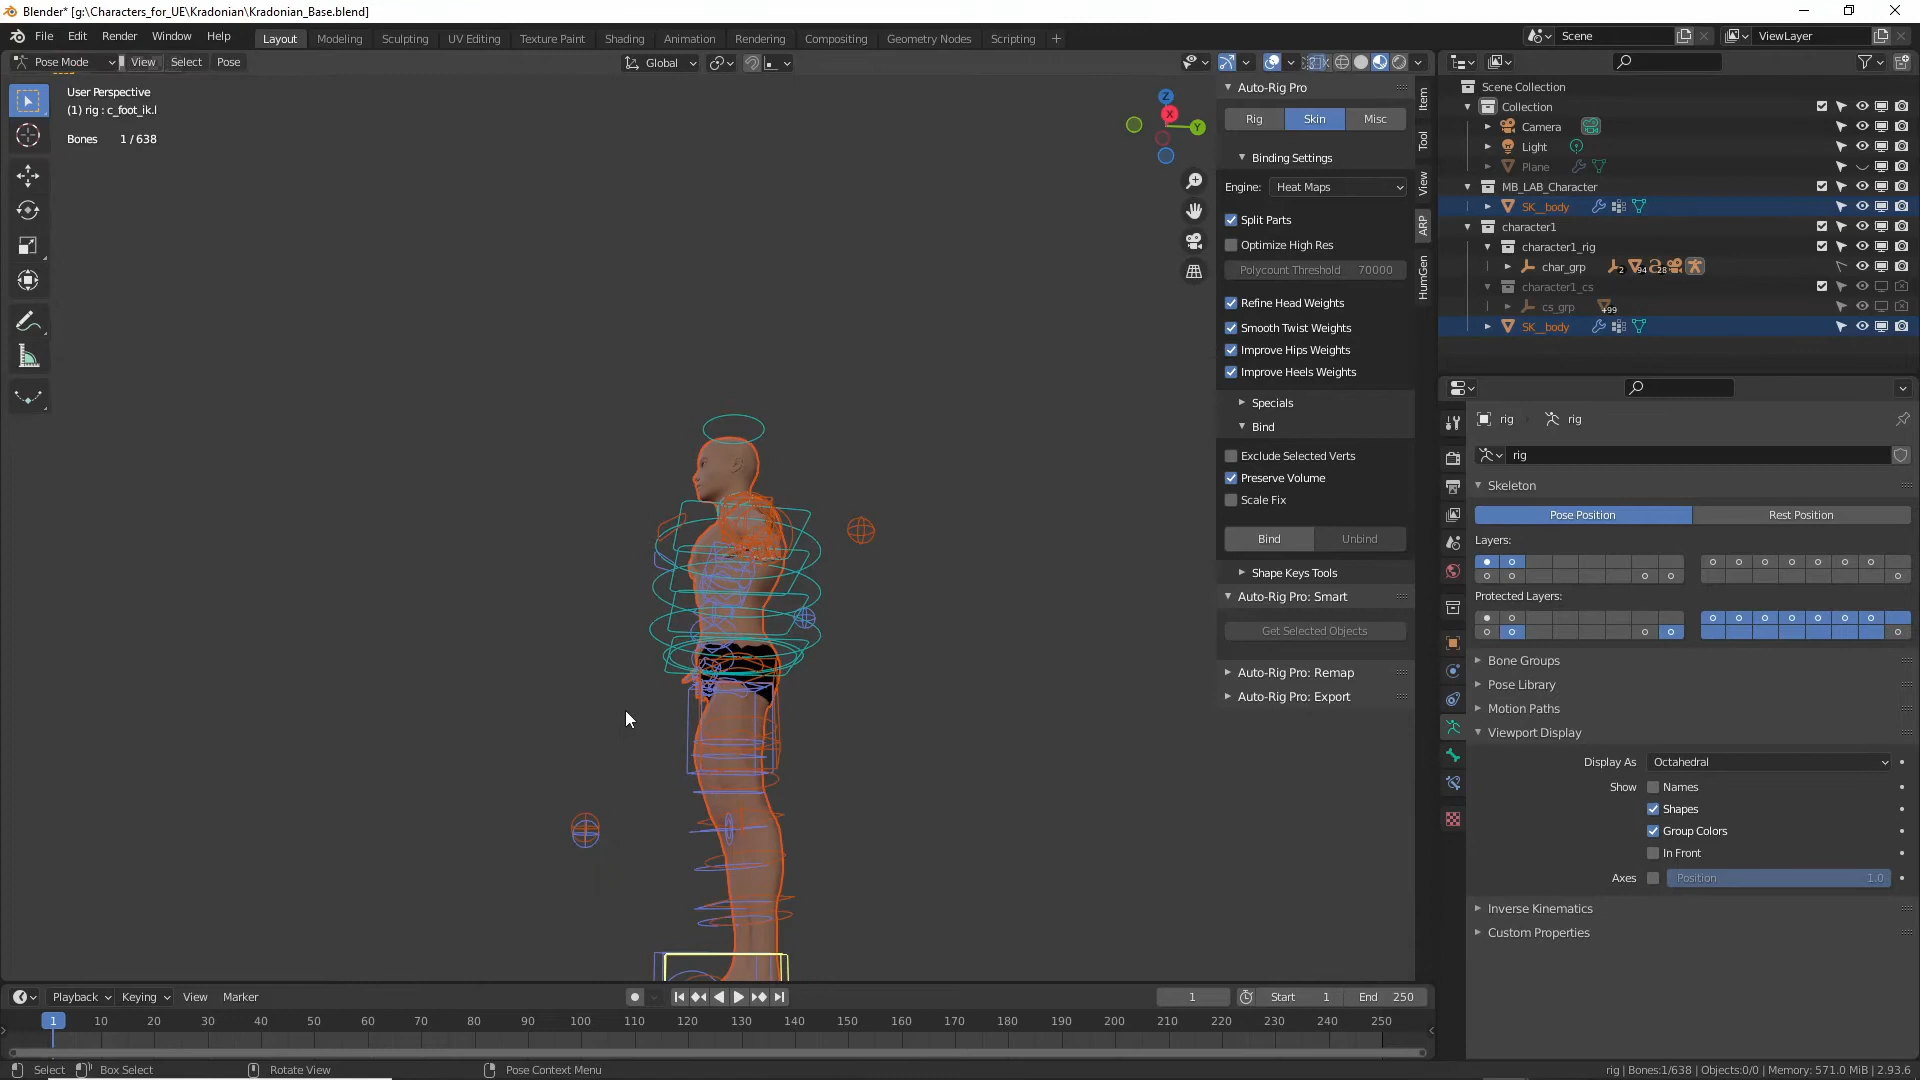 Blender* [g:\Characters_for_UE\Kradonian\Kradonian_Base.blend]
File Edit Render Window Help Layout Modeling Sculpting UV Editing Texture Paint Shading Animation Rendering Compositing Geometry Nodes Scripting + Scene ViewLayer
Pose Mode View Select Pose Global
User Perspective
(1) rig : c_foot_ik.l
Bones 1 / 638
Z
X
Y
Auto-Rig Pro
Rig Skin Misc
Binding Settings
Engine: Heat Maps
Split Parts
Optimize High Res
Polycount Threshold 70000
Refine Head Weights
Smooth Twist Weights
Improve Hips Weights
Improve Heels Weights
Specials
Bind
Exclude Selected Verts
Preserve Volume
Scale Fix
Bind Unbind
Shape Keys Tools
Auto-Rig Pro: Smart
Get Selected Objects
Auto-Rig Pro: Remap
Auto-Rig Pro: Export
Item
Tool
View
ARP
HumGen
Scene Collection
Collection
Camera
Light
Plane
MB_LAB_Character
SK__body
character1
character1_rig
char_grp 2 94 28
character1_cs
cs_grp +99
SK__body
rig rig
rig
Skeleton
Pose Position Rest Position
Layers:
Protected Layers:
Bone Groups
Pose Library
Motion Paths
Viewport Display
Display As Octahedral
Show Names
Shapes
Group Colors
In Front
Axes Position 1.0
Inverse Kinematics
Custom Properties
Playback Keying View Marker 1 Start 1 End 250
1 10 20 30 40 50 60 70 80 90 100 110 120 130 140 150 160 170 180 190 200 210 220 230 240 250
Select Box Select Rotate View Pose Context Menu rig | Bones:1/638 | Objects:0/0 | Memory: 571.0 MiB | 2.93.6